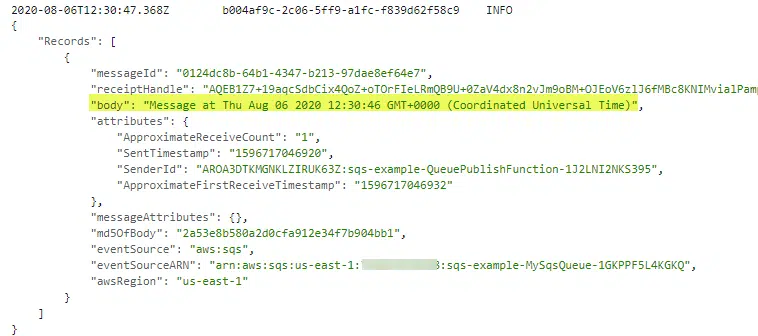 2020-08-06T12:30:47.368Z b004af9c-2c06-5ff9-a1fc-f839d62f58c9 INFO
{
"Records": [
{
"messageId": "0124dc8b-64b1-4347-b213-97dae8ef64e7",
"receiptHandle": "AQEB1Z7+19aqcSdbCix4QoZ+oTOrFIeLRmQB9U+0ZaV4dx8n2vJm9oBM+OJEoV6zlJ6fMBc8KNIMvialPam
"body": "Message at Thu Aug 06 2020 12:30:46 GMT+0000 (Coordinated Universal Time)",
"attributes": {
"ApproximateReceiveCount": "1",
"SentTimestamp": "1596717046920",
"SenderId": "AROA3DTKMGNKLZIRUK63Z:sqs-example-QueuePublishFunction-1J2LNI2NKS395",
"ApproximateFirstReceiveTimestamp": "1596717046932"
},
"messageAttributes": {},
"md5OfBody": "2a53e8b580a2d0cfa912e34f7b904bb1",
"eventSource": "aws:sqs",
"eventSourceARN": "arn:aws:sqs:us-east-1: :sqs-example-MySqsQueue-1GKPPF5L4KGKQ",
"awsRegion": "us-east-1"
}
]
}